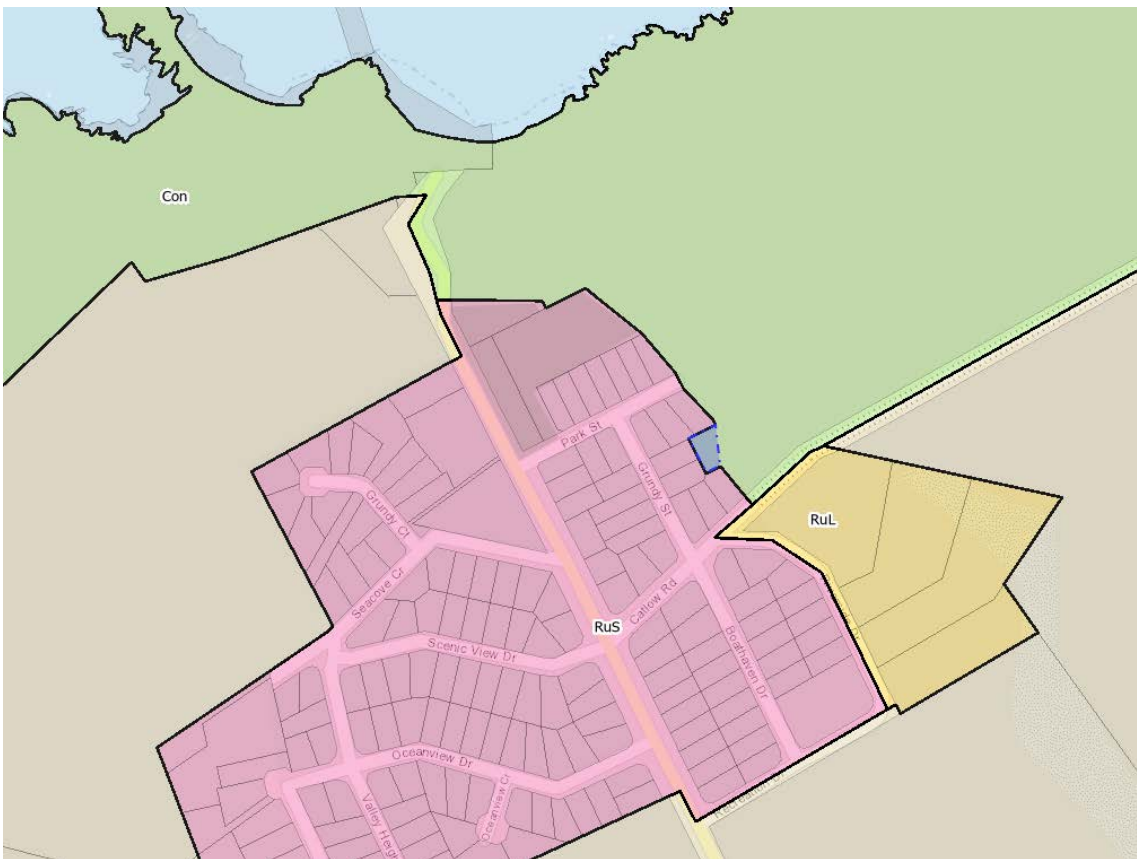 Con
Park St
Grundy St
RuL
Grundy Ct
Seacove Cr
Catlow Rd
RuS
Scenic View Dr
Boathaven Dr
Oceanview Dr
Oceanview Cr